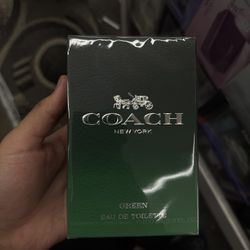 COACH
NEW YORK
GREEN
EAU DE TOILETTE